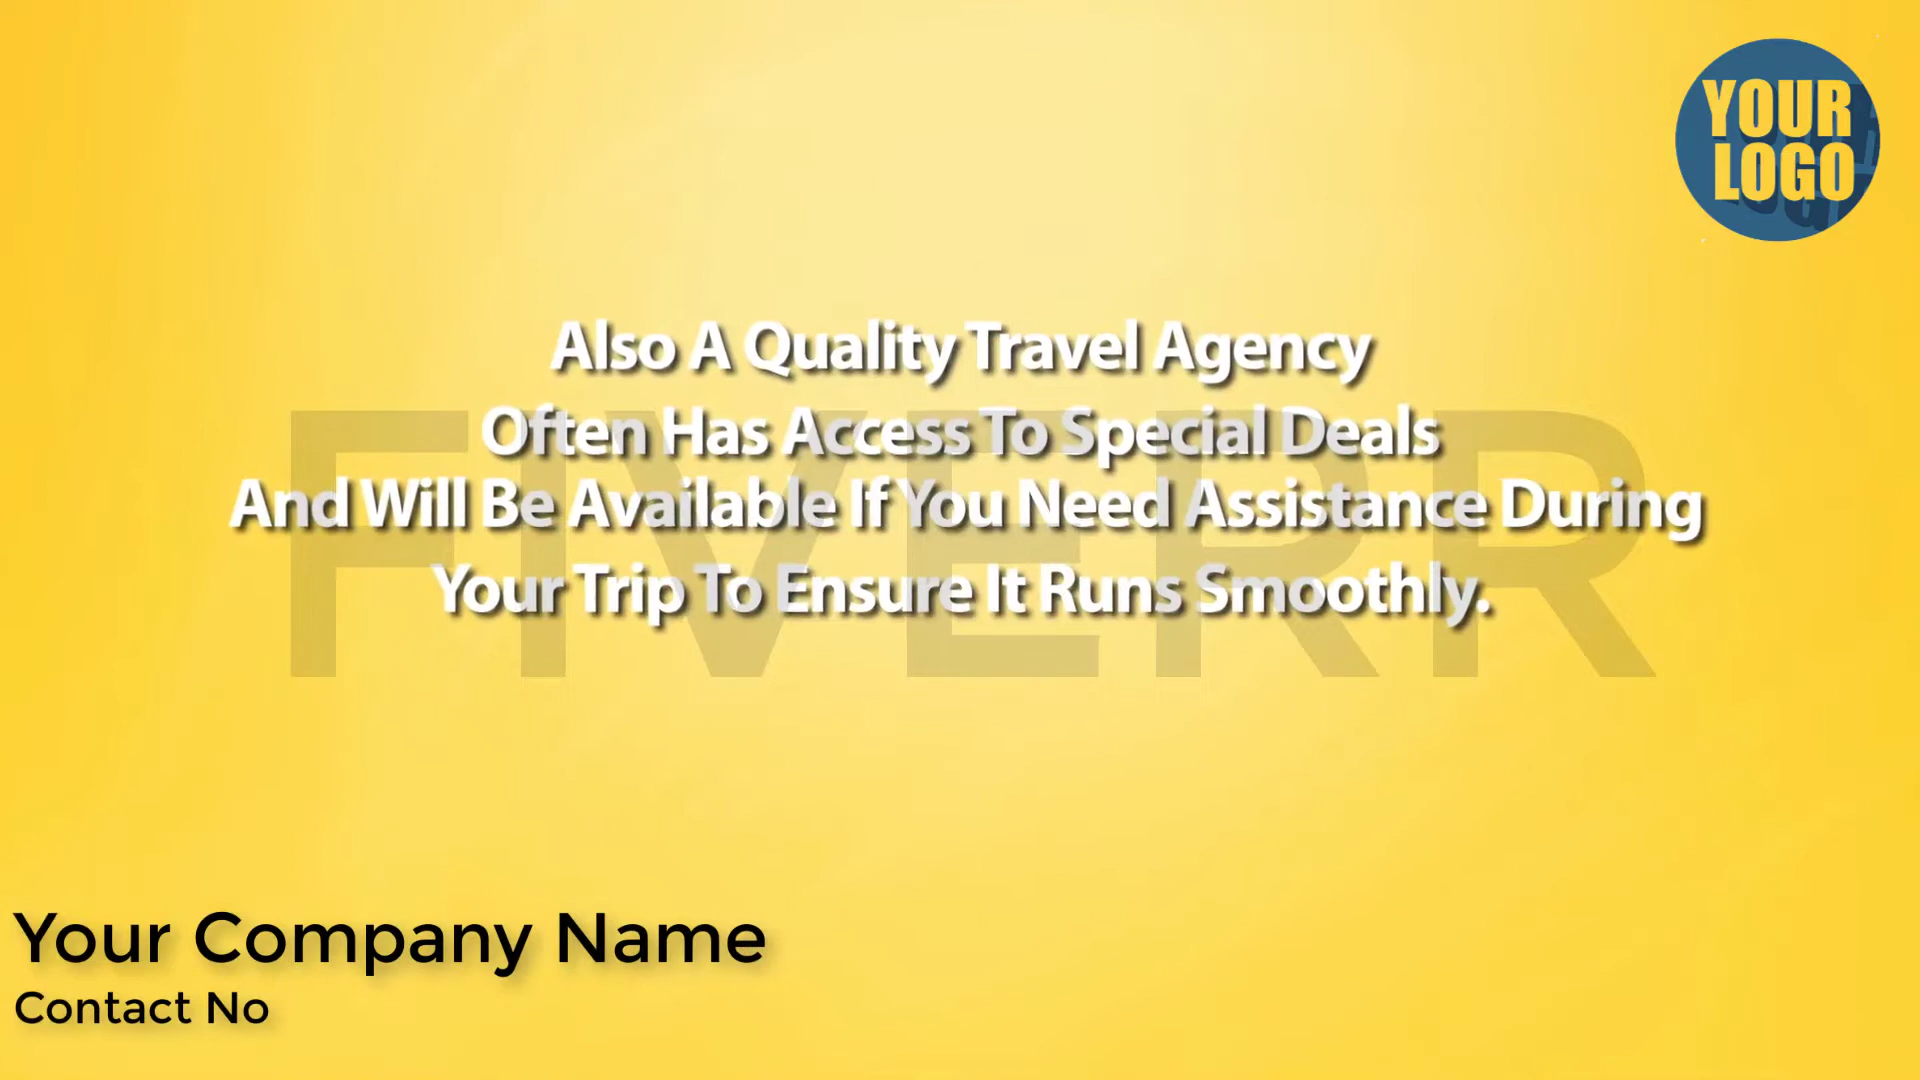 YOUR
LOGO
Also A Quality Travel Agency
Often Has Access To Special Deals
And Will Be Available If You Need Assistance During
Your Trip To Ensure It Runs Smoothly.
FIVERR
Your Company Name
Contact No